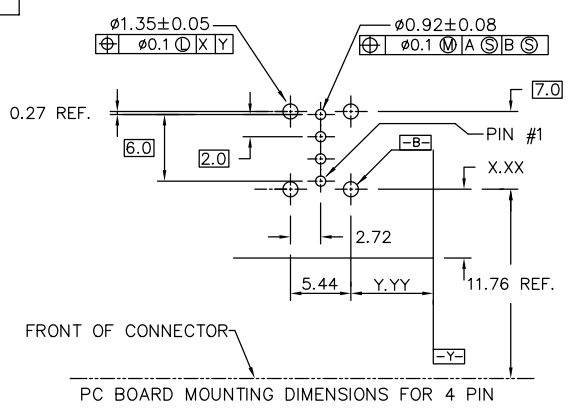 ø1.35±0.05
⌖ ø0.1 Ⓛ X Y
ø0.92±0.08
⌖ ø0.1 Ⓜ A Ⓢ B Ⓢ
7.0
0.27 REF.
6.0
2.0
-B-
PIN #1
X.XX
2.72
5.44
Y.YY
11.76 REF.
FRONT OF CONNECTOR
-Y-
PC BOARD MOUNTING DIMENSIONS FOR 4 PIN